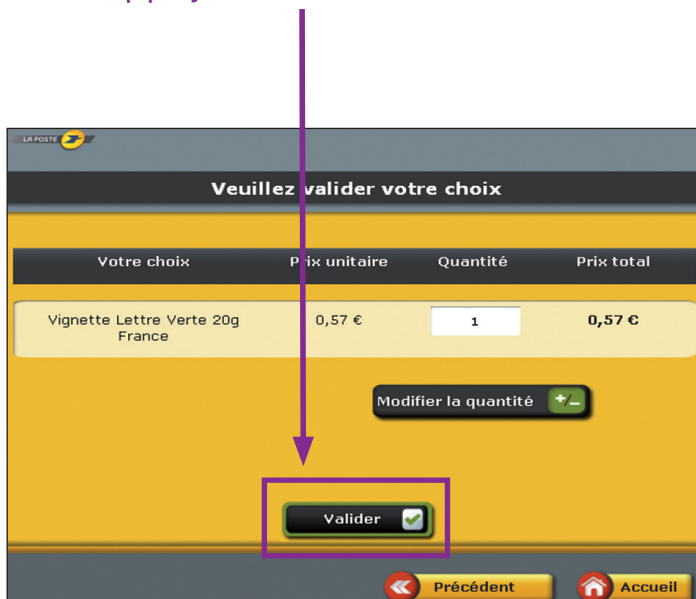 LA POSTE
Veuillez valider votre choix
Votre choix Prix unitaire Quantité Prix total
Vignette Lettre Verte 20g France 0,57 € 1 0,57 €
Modifier la quantité +/-
Valider
Précédent Accueil